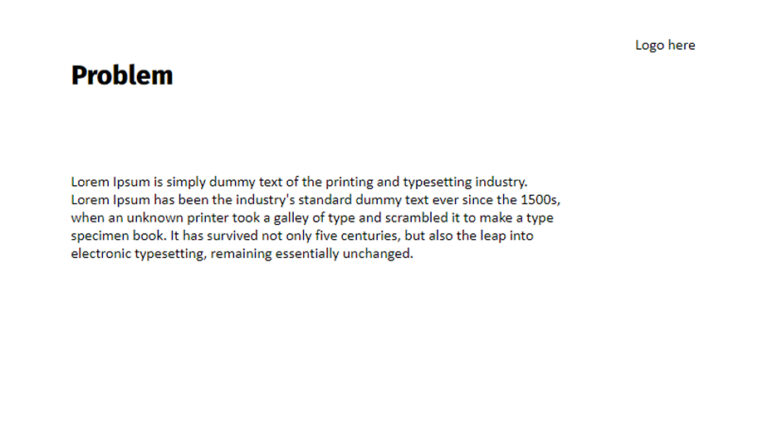 Logo here
Problem
Lorem Ipsum is simply dummy text of the printing and typesetting industry.
Lorem Ipsum has been the industry's standard dummy text ever since the 1500s,
when an unknown printer took a galley of type and scrambled it to make a type
specimen book. It has survived not only five centuries, but also the leap into
electronic typesetting, remaining essentially unchanged.